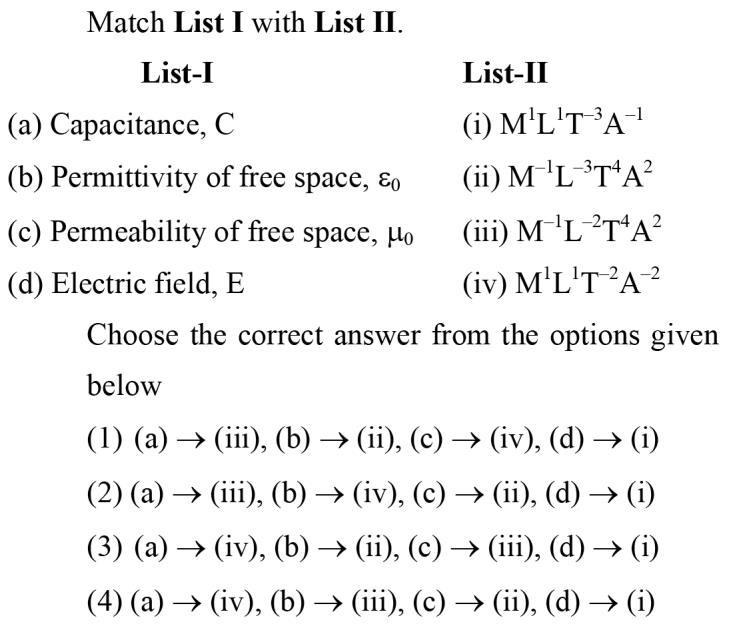 Match List I with List II.
List-I List-II
(a) Capacitance, C (i) M¹L¹T⁻³A⁻¹
(b) Permittivity of free space, ε₀ (ii) M⁻¹L⁻³T⁴A²
(c) Permeability of free space, μ₀ (iii) M⁻¹L⁻²T⁴A²
(d) Electric field, E (iv) M¹L¹T⁻²A⁻²
Choose the correct answer from the options given
below
(1) (a) → (iii), (b) → (ii), (c) → (iv), (d) → (i)
(2) (a) → (iii), (b) → (iv), (c) → (ii), (d) → (i)
(3) (a) → (iv), (b) → (ii), (c) → (iii), (d) → (i)
(4) (a) → (iv), (b) → (iii), (c) → (ii), (d) → (i)